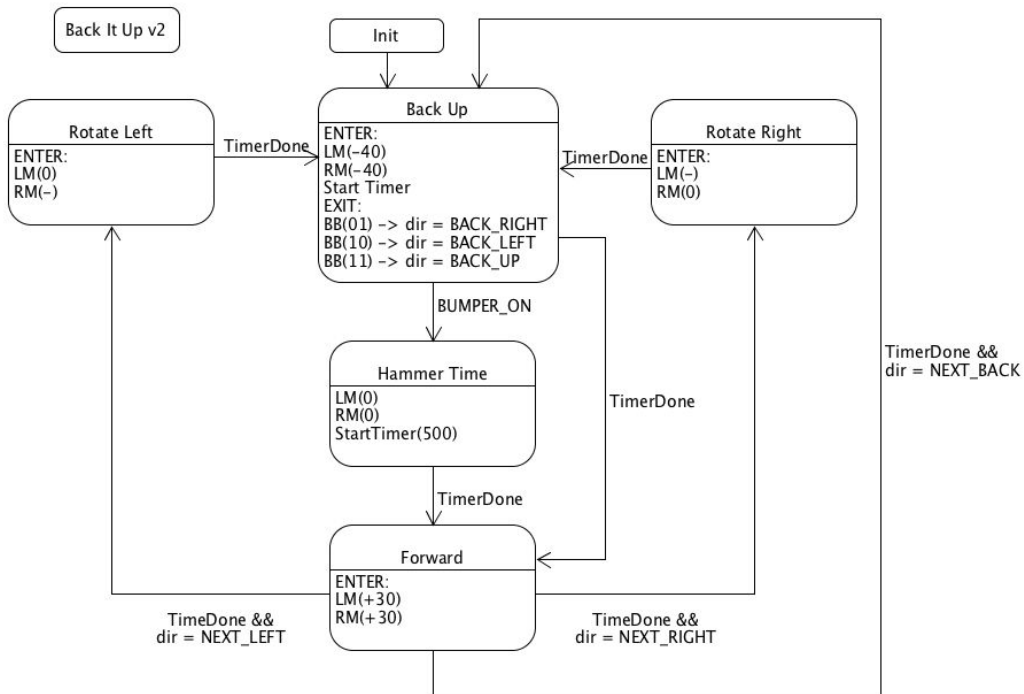 Back It Up v2
Init
Back Up
ENTER:
LM(-40)
RM(-40)
Start Timer
EXIT:
BB(01) -> dir = BACK_RIGHT
BB(10) -> dir = BACK_LEFT
BB(11) -> dir = BACK_UP
Rotate Left
ENTER:
LM(0)
RM(-)
TimerDone
Rotate Right
ENTER:
LM(-)
RM(0)
TimerDone
BUMPER_ON
Hammer Time
LM(0)
RM(0)
StartTimer(500)
TimerDone
TimerDone &&
dir = NEXT_BACK
TimerDone
Forward
ENTER:
LM(+30)
RM(+30)
TimeDone &&
dir = NEXT_LEFT
TimeDone &&
dir = NEXT_RIGHT